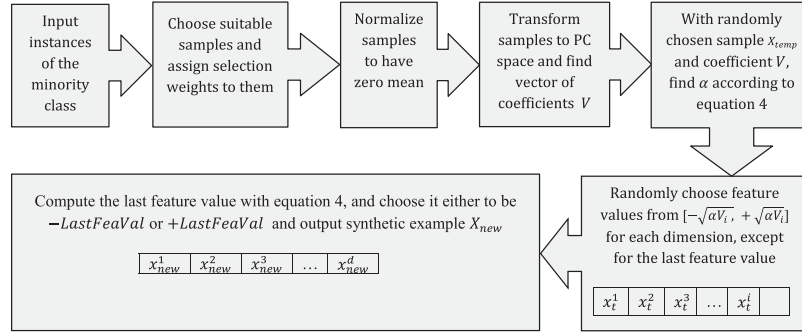 Input
instances
of the
minority
class
Choose suitable
samples and
assign selection
weights to them
Normalize
samples
to have
zero mean
Transform
samples to PC
space and find
vector of
coefficients V
With randomly
chosen sample X_temp
and coefficient V,
find α according to
equation 4
Randomly choose feature
values from [−√αV_i, +√αV_i]
for each dimension, except
for the last feature value
x_t^1 x_t^2 x_t^3 … x_t^i
Compute the last feature value with equation 4, and choose it either to be
−LastFeaVal or +LastFeaVal and output synthetic example X_new
x_new^1 x_new^2 x_new^3 … x_new^d